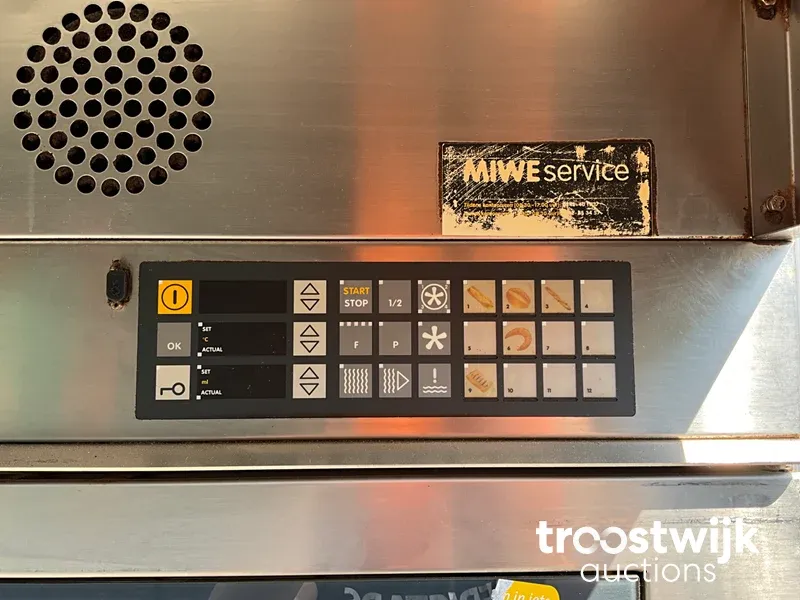 MIWE service
START
STOP
1/2
1
2
3
4
OK
SET
°C
ACTUAL
F
P
5
6
7
8
SET
ml
ACTUAL
9
10
11
12
troostwijk
auctions